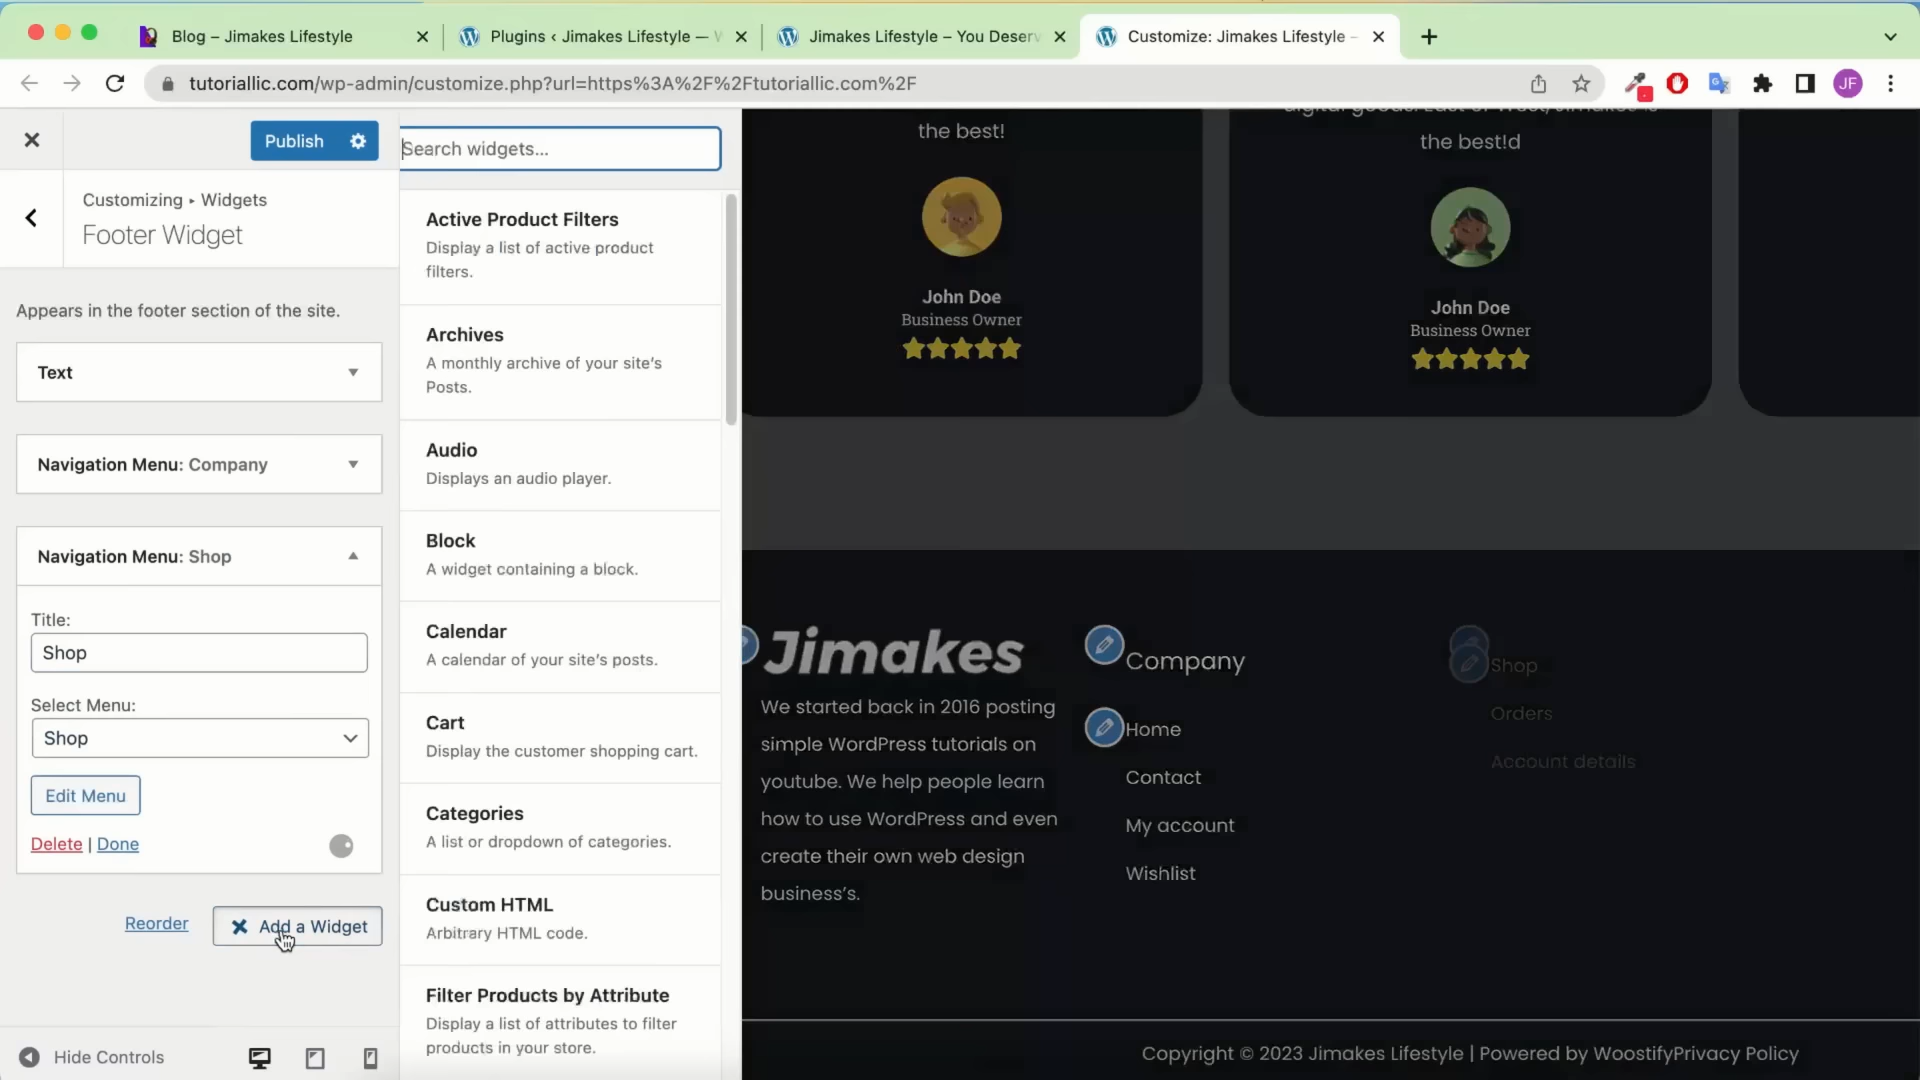 Blog – Jimakes Lifestyle
Plugins ‹ Jimakes Lifestyle — W
Jimakes Lifestyle – You Deserv
Customize: Jimakes Lifestyle –
tutoriallic.com/wp-admin/customize.php?url=https%3A%2F%2Ftutoriallic.com%2F
JF
Publish
Customizing ▸ Widgets
Footer Widget
Appears in the footer section of the site.
Text
Navigation Menu: Company
Navigation Menu: Shop
Title:
Shop
Select Menu:
Shop
Edit Menu
Delete | Done
Reorder
Add a Widget
Hide Controls
Search widgets...
Active Product Filters
Display a list of active product
filters.
Archives
A monthly archive of your site's
Posts.
Audio
Displays an audio player.
Block
A widget containing a block.
Calendar
A calendar of your site's posts.
Cart
Display the customer shopping cart.
Categories
A list or dropdown of categories.
Custom HTML
Arbitrary HTML code.
Filter Products by Attribute
Display a list of attributes to filter
products in your store.
the best!
John Doe
Business Owner
the best!d
John Doe
Business Owner
Jimakes
We started back in 2016 posting
simple WordPress tutorials on
youtube. We help people learn
how to use WordPress and even
create their own web design
business's.
Company
Home
Contact
My account
Wishlist
Shop
Orders
Account details
Copyright © 2023 Jimakes Lifestyle | Powered by WoostifyPrivacy Policy